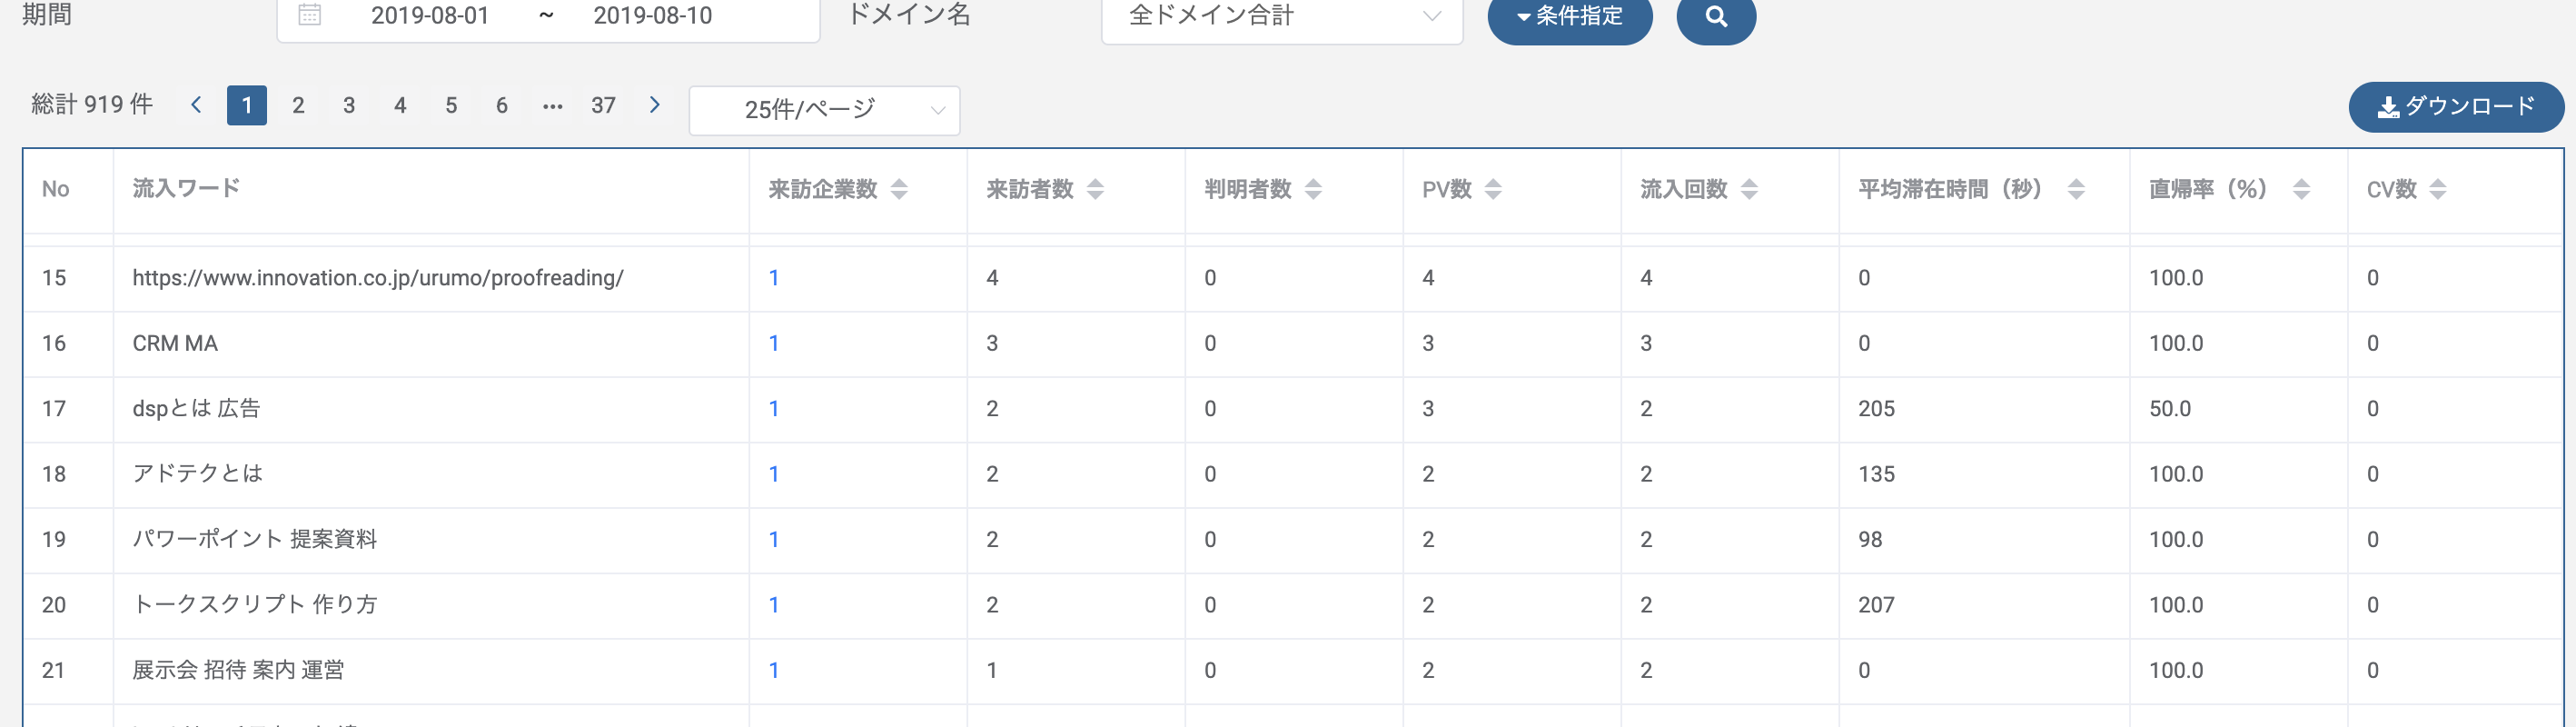 期間 2019-08-01 ~ 2019-08-10 ドメイン名 全ドメイン合計 条件指定
総計 919 件 1 2 3 4 5 6 ••• 37 25件/ページ ダウンロード
No 流入ワード 来訪企業数 来訪者数 判明者数 PV数 流入回数 平均滞在時間（秒） 直帰率（%） CV数
15 https://www.innovation.co.jp/urumo/proofreading/ 1 4 0 4 4 0 100.0 0
16 CRM MA 1 3 0 3 3 0 100.0 0
17 dspとは 広告 1 2 0 3 2 205 50.0 0
18 アドテクとは 1 2 0 2 2 135 100.0 0
19 パワーポイント 提案資料 1 2 0 2 2 98 100.0 0
20 トークスクリプト 作り方 1 2 0 2 2 207 100.0 0
21 展示会 招待 案内 運営 1 1 0 2 2 0 100.0 0